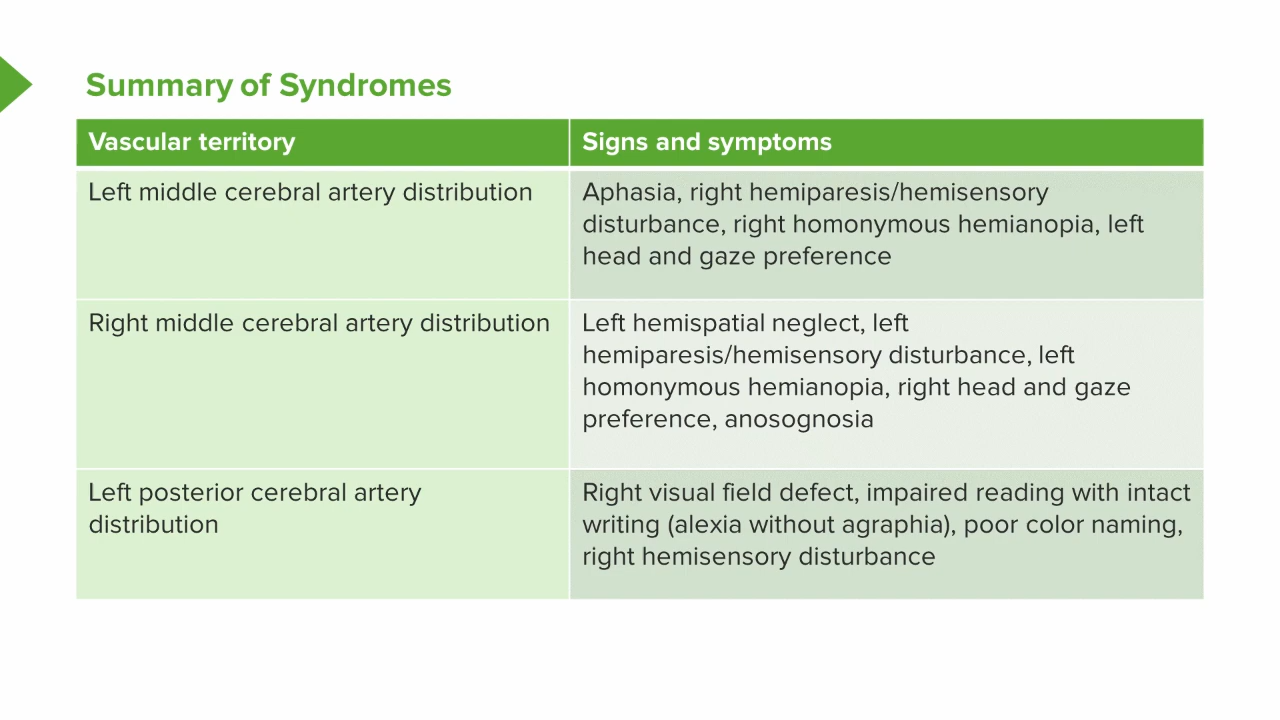 Summary of Syndromes
Vascular territory
Signs and symptoms
Left middle cerebral artery distribution
Aphasia, right hemiparesis/hemisensory
disturbance, right homonymous hemianopia, left
head and gaze preference
Right middle cerebral artery distribution
Left hemispatial neglect, left
hemiparesis/hemisensory disturbance, left
homonymous hemianopia, right head and gaze
preference, anosognosia
Left posterior cerebral artery
distribution
Right visual field defect, impaired reading with intact
writing (alexia without agraphia), poor color naming,
right hemisensory disturbance